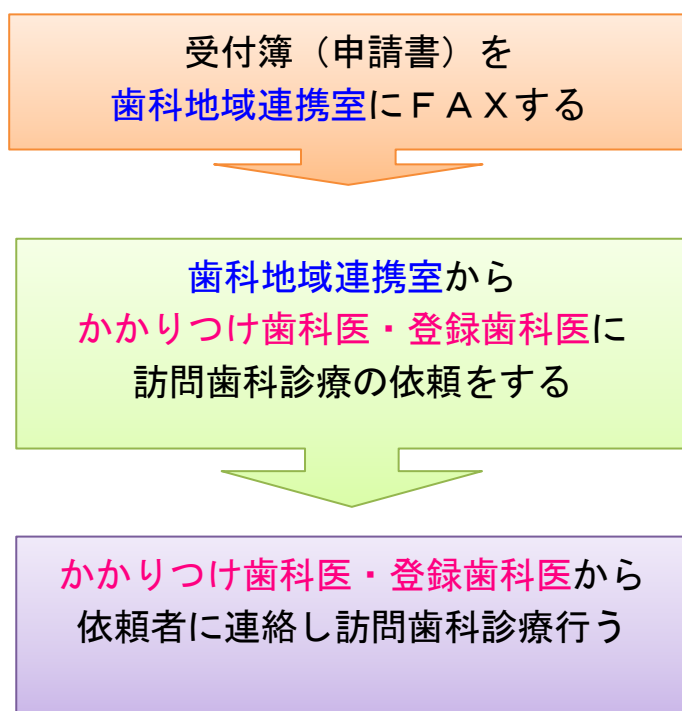 受付簿（申請書）を
歯科地域連携室にＦＡＸする
歯科地域連携室から
かかりつけ歯科医・登録歯科医に
訪問歯科診療の依頼をする
かかりつけ歯科医・登録歯科医から
依頼者に連絡し訪問歯科診療行う